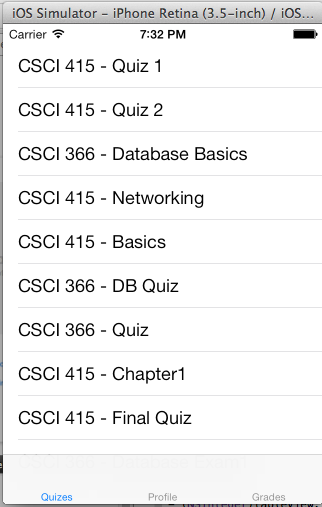 iOS Simulator - iPhone Retina (3.5-inch) / iOS...
Carrier 7:32 PM
CSCI 415 - Quiz 1
CSCI 415 - Quiz 2
CSCI 366 - Database Basics
CSCI 415 - Networking
CSCI 415 - Basics
CSCI 366 - DB Quiz
CSCI 366 - Quiz
CSCI 415 - Chapter1
CSCI 415 - Final Quiz
Quizes Profile Grades